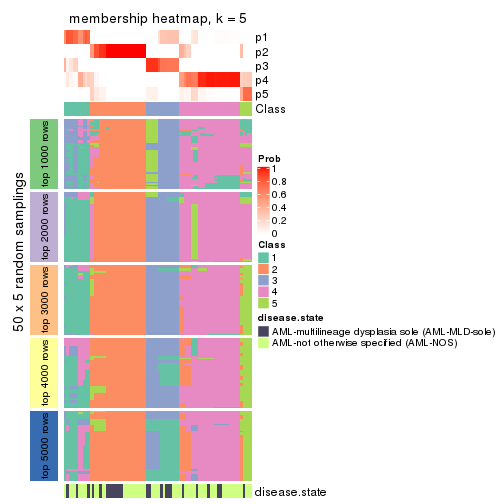 membership heatmap, k = 5
p1
p2
p3
p4
p5
Class
50 x 5 random samplings
top 1000 rows
top 2000 rows
top 3000 rows
top 4000 rows
top 5000 rows
disease.state
Prob
1
0.8
0.6
0.4
0.2
0
Class
1
2
3
4
5
disease.state
AML-multilineage dysplasia sole (AML-MLD-sole)
AML-not otherwise specified (AML-NOS)